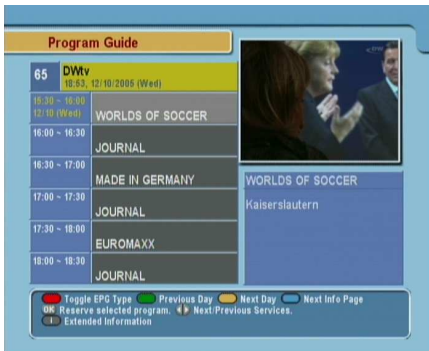 Program Guide
65 DWtv
18:53, 12/10/2005 (Wed)
15:30 ~ 16:00
12/10 (Wed) WORLDS OF SOCCER
16:00 ~ 16:30
JOURNAL
16:30 ~ 17:00
MADE IN GERMANY
17:00 ~ 17:30
JOURNAL
17:30 ~ 18:00
EUROMAXX
18:00 ~ 18:30
JOURNAL
WORLDS OF SOCCER
Kaiserslautern
Toggle EPG Type Previous Day Next Day Next Info Page
OK Reserve selected program. Next/Previous Services.
i Extended Information